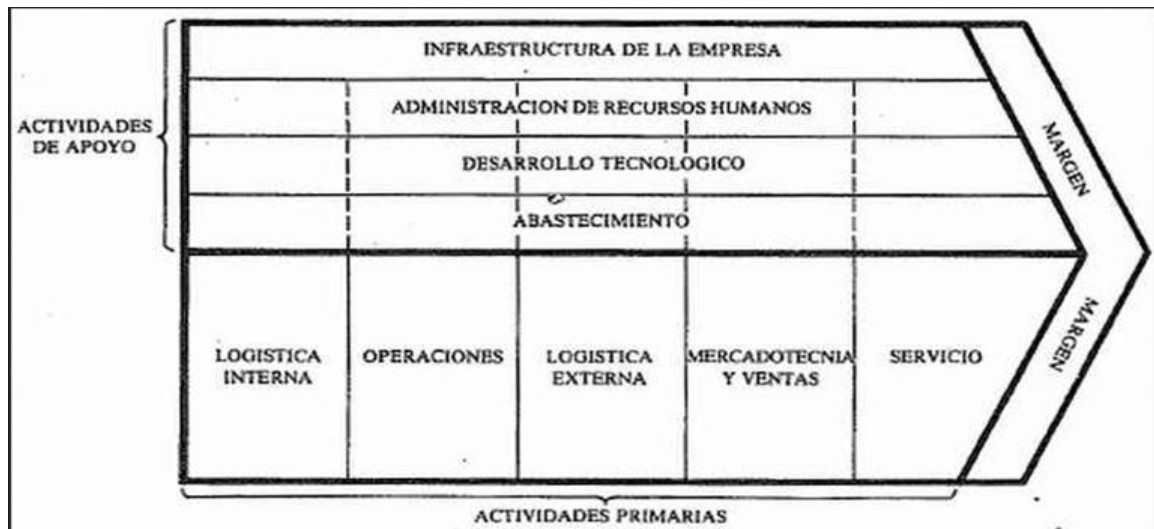 INFRAESTRUCTURA DE LA EMPRESA
ADMINISTRACION DE RECURSOS HUMANOS
ACTIVIDADES
DE APOYO
DESARROLLO TECNOLOGICO
ABASTECIMIENTO
MARGEN
LOGISTICA
INTERNA
OPERACIONES
LOGISTICA
EXTERNA
MERCADOTECNIA
Y VENTAS
SERVICIO
MARGEN
ACTIVIDADES PRIMARIAS